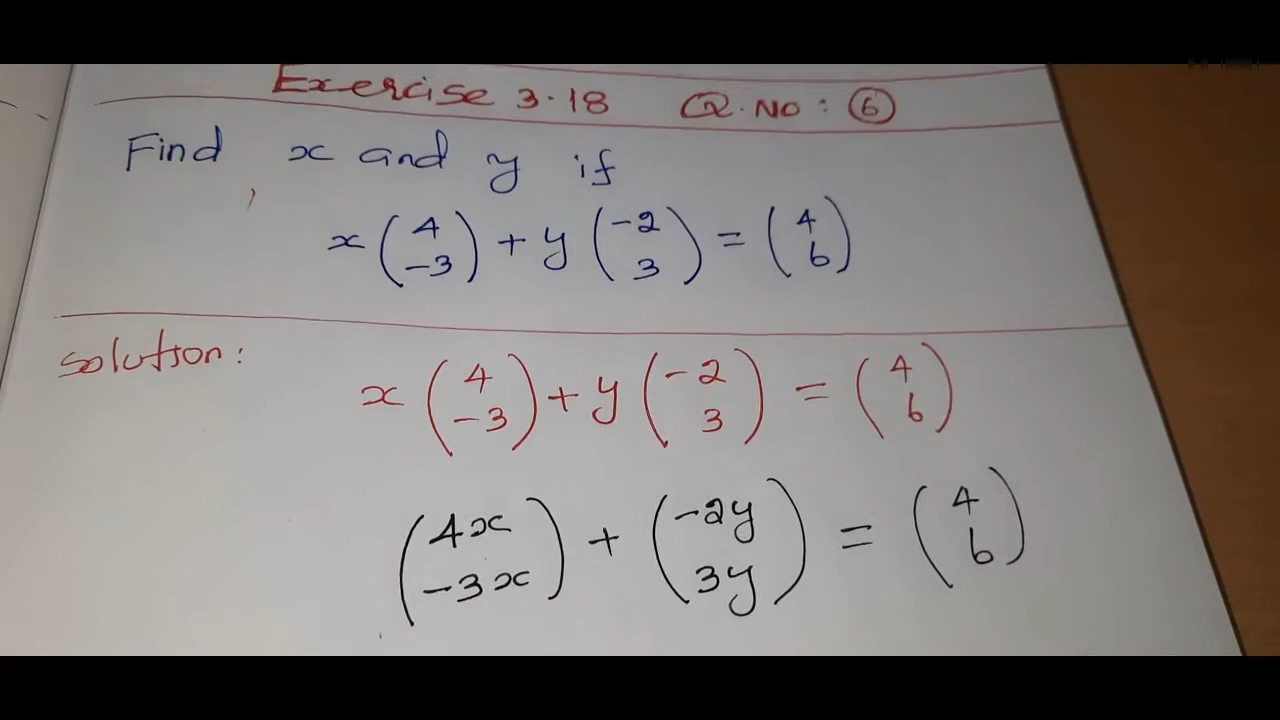 Exercise 3.18 Q.No: 6
Find x and y if
x(4 -3) + y(-2 3) = (4 6)
Solution:
x(4 -3) + y(-2 3) = (4 6)
(4x -3x) + (-2y 3y) = (4 6)